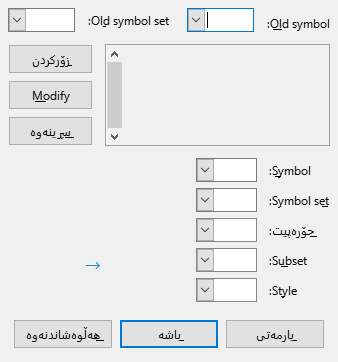 Old symbol:
Old symbol set:
زۆرکردن
Modify
سڕینەوە
Symbol:
Symbol set:
جۆرەپیت:
Subset:
Style:
یارمەتی
باشە
هەڵوەشاندنەوە